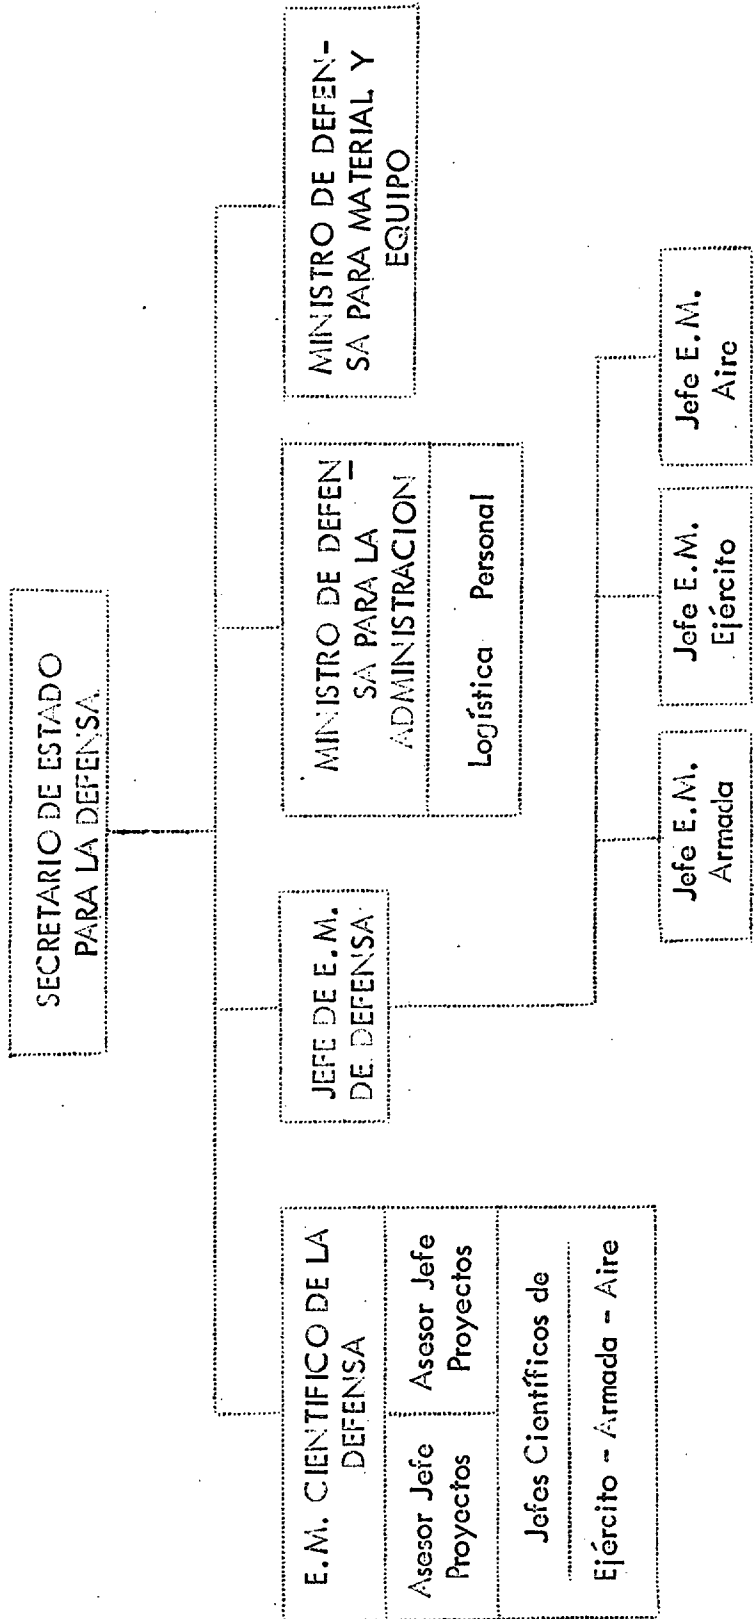 SECRETARIO DE ESTADO
PARA LA DEFENSA
E.M. CIENTIFICO DE LA
DEFENSA
Asesor Jefe
Proyectos
Asesor Jefe
Proyectos
Jefes Científicos de
Ejército - Armada - Aire
JEFE DE E.M.
DE DEFENSA
MINISTRO DE DEFEN
SA PARA LA
ADMINISTRACION
Logística Personal
MINISTRO DE DEFEN-
SA PARA MATERIAL Y
EQUIPO
Jefe E.M.
Armada
Jefe E.M.
Ejército
Jefe E.M.
Aire